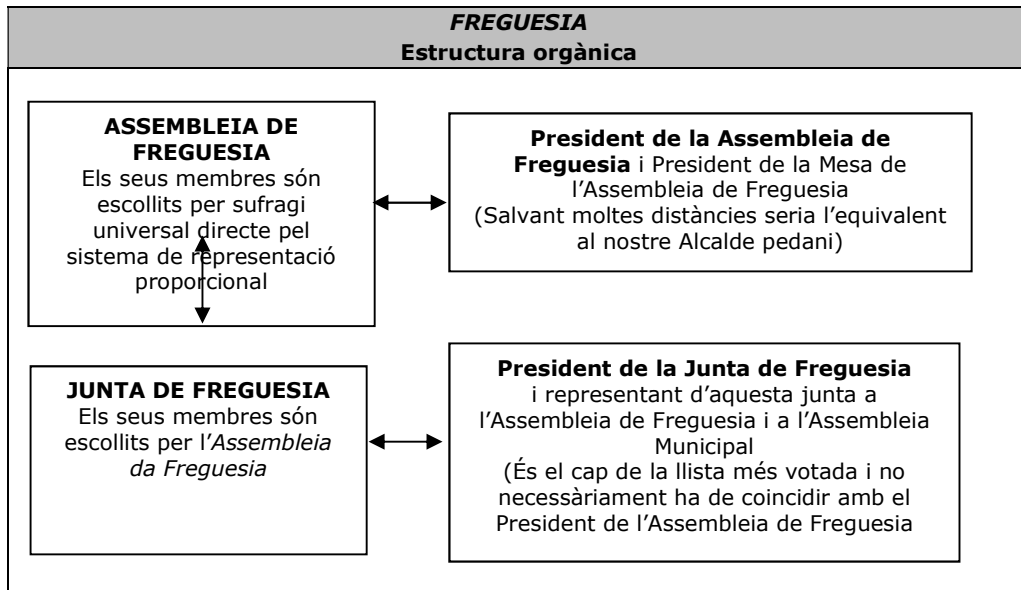 FREGUESIA
Estructura orgànica
ASSEMBLEIA DE
FREGUESIA
Els seus membres són
escollits per sufragi
universal directe pel
sistema de representació
proporcional
President de la Assembleia de
Freguesia i President de la Mesa de
l’Assembleia de Freguesia
(Salvant moltes distàncies seria l’equivalent
al nostre Alcalde pedani)
JUNTA DE FREGUESIA
Els seus membres són
escollits per l’Assembleia
da Freguesia
President de la Junta de Freguesia
i representant d’aquesta junta a
l’Assembleia de Freguesia i a l’Assembleia
Municipal
(És el cap de la llista més votada i no
necessàriament ha de coincidir amb el
President de l’Assembleia de Freguesia